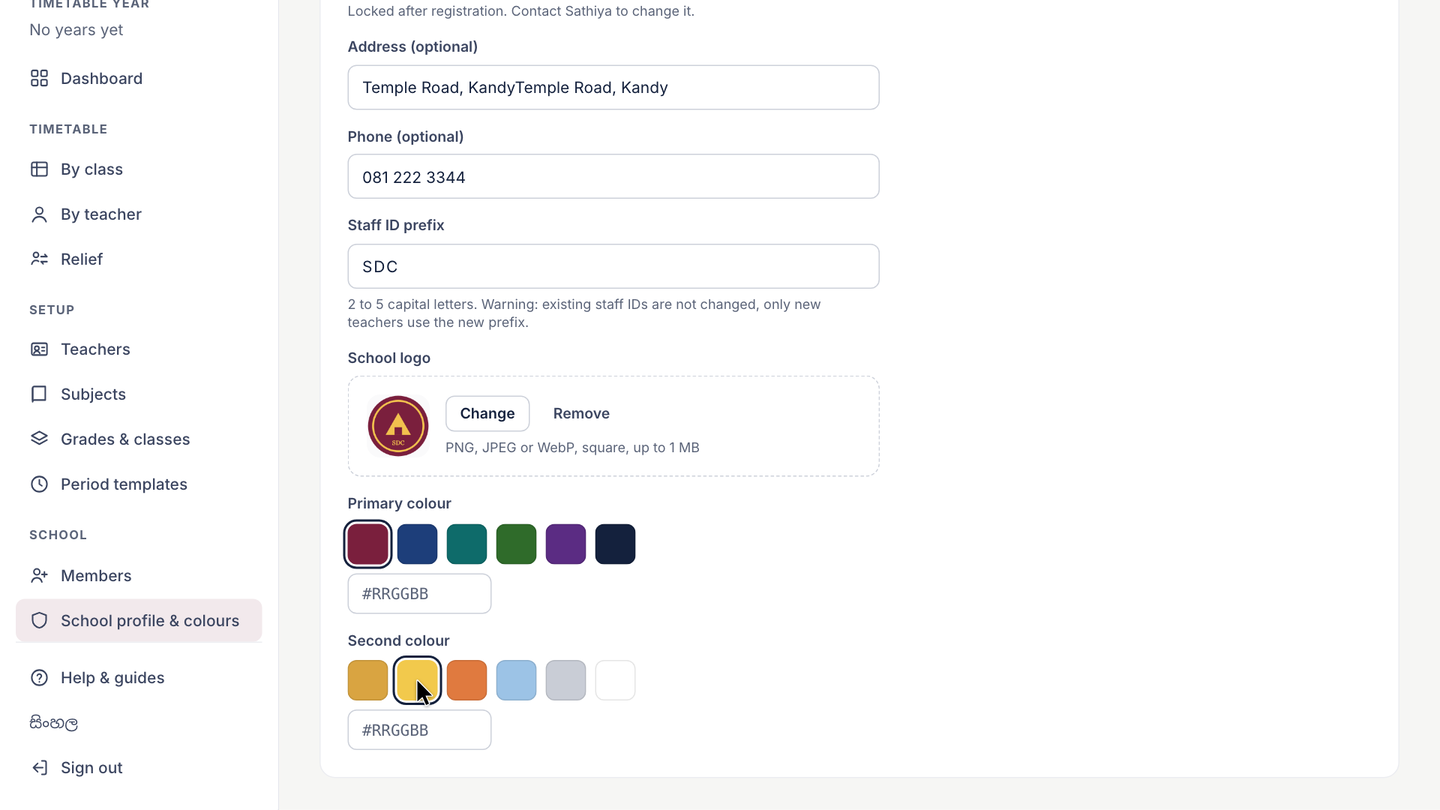 TIMETABLE YEAR
No years yet
Dashboard
TIMETABLE
By class
By teacher
Relief
SETUP
Teachers
Subjects
Grades & classes
Period templates
SCHOOL
Members
School profile & colours
Help & guides
සිංහල
Sign out
Locked after registration. Contact Sathiya to change it.
Address (optional)
Temple Road, KandyTemple Road, Kandy
Phone (optional)
081 222 3344
Staff ID prefix
SDC
2 to 5 capital letters. Warning: existing staff IDs are not changed, only new
teachers use the new prefix.
School logo
SDC
Change
Remove
PNG, JPEG or WebP, square, up to 1 MB
Primary colour
#RRGGBB
Second colour
#RRGGBB